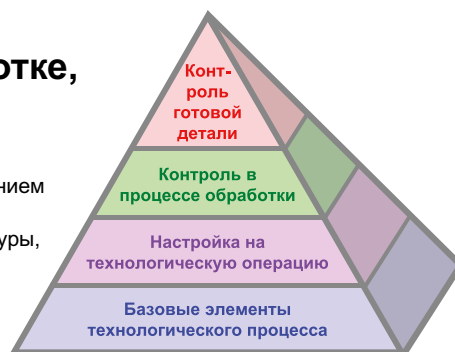 отке,
нием
уры,
Конт-
роль
готовой
детали
Контроль в
процессе обработки
Настройка на
технологическую операцию
Базовые элементы
технологического процесса